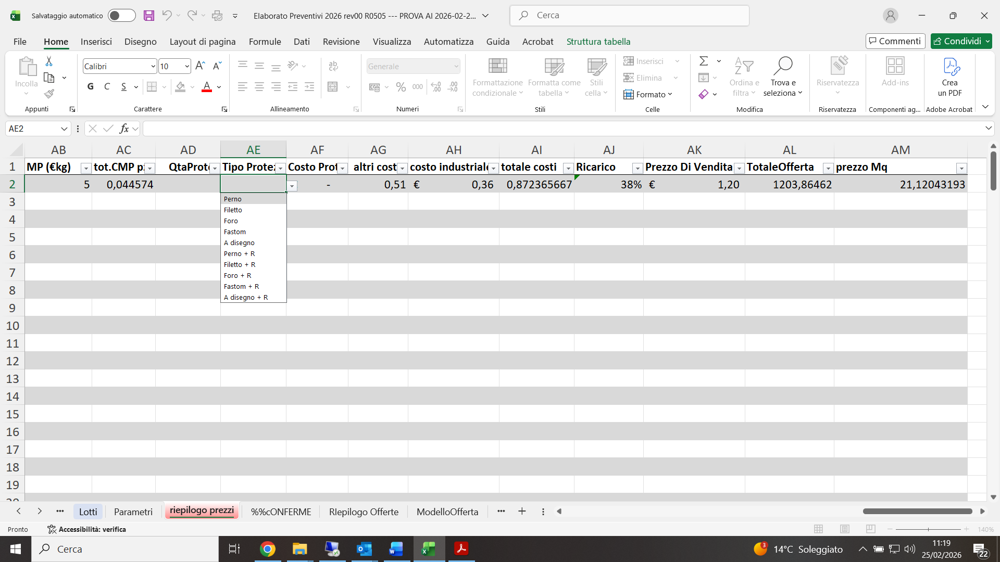 Salvataggio automatico
Elaborato Preventivi 2026 rev00 R0505 --- PROVA AI 2026-02-2...
Cerca
File Home Inserisci Disegno Layout di pagina Formule Dati Revisione Visualizza Automatizza Guida Acrobat Struttura tabella
Commenti
Condividi
Incolla
Appunti
Calibri 10
G C S
Carattere
Allineamento
Generale
% 000
Numeri
Formattazione condizionale
Formatta come tabella
Stili cella
Stili
Inserisci
Elimina
Formato
Celle
Ordina e filtra
Trova e seleziona
Modifica
Riservatezza
Riservatezza
Add-ins
Componenti ag...
Crea un PDF
Adobe Acrobat
AE2
fx
AB AC AD AE AF AG AH AI AJ AK AL AM
1 MP (€kg) tot.CMP p QtaProt Tipo Prote Costo Prot altri cost costo industrial totale costi Ricarico Prezzo Di Vendita TotaleOfferta prezzo Mq
2 5 0,044574 - 0,51 € 0,36 0,872365667 38% € 1,20 1203,86462 21,12043193
Perno
Filetto
Foro
Fastom
A disegno
Perno + R
Filetto + R
Foro + R
Fastom + R
A disegno + R
3
4
5
6
7
8
9
10
11
12
13
14
15
16
17
18
19
Lotti Parametri riepilogo prezzi %%cONFERME RIepilogo Offerte ModelloOfferta
Pronto
Accessibilità: verifica
140%
Cerca
3
14°C Soleggiato
11:19
25/02/2026
22